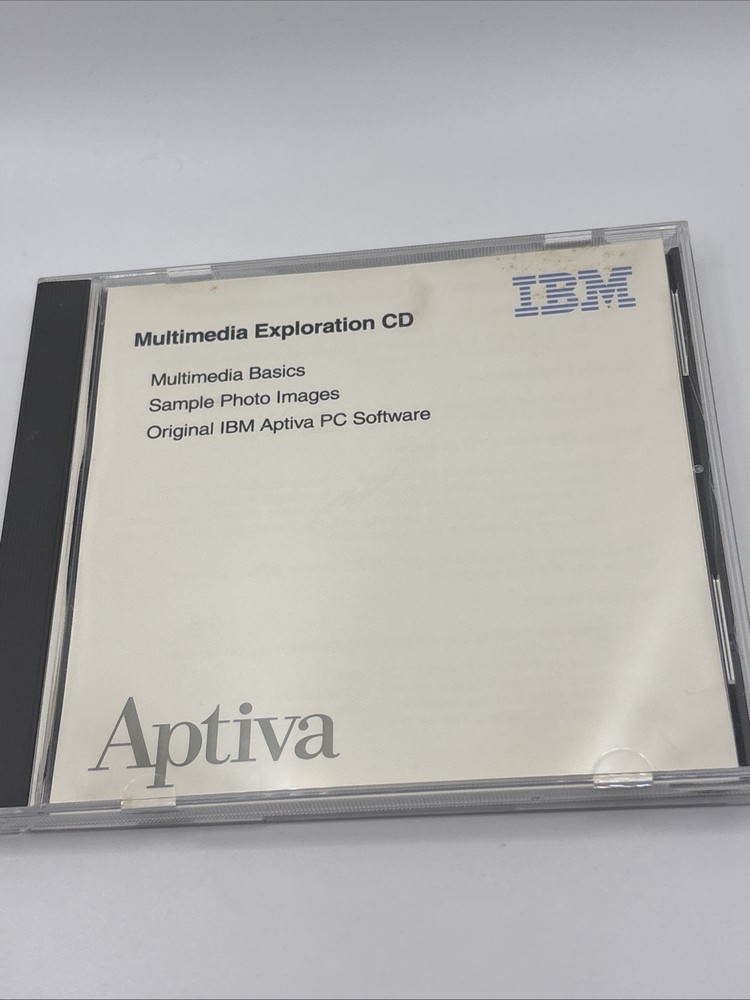 IBM
Multimedia Exploration CD
Multimedia Basics
Sample Photo Images
Original IBM Aptiva PC Software
Aptiva